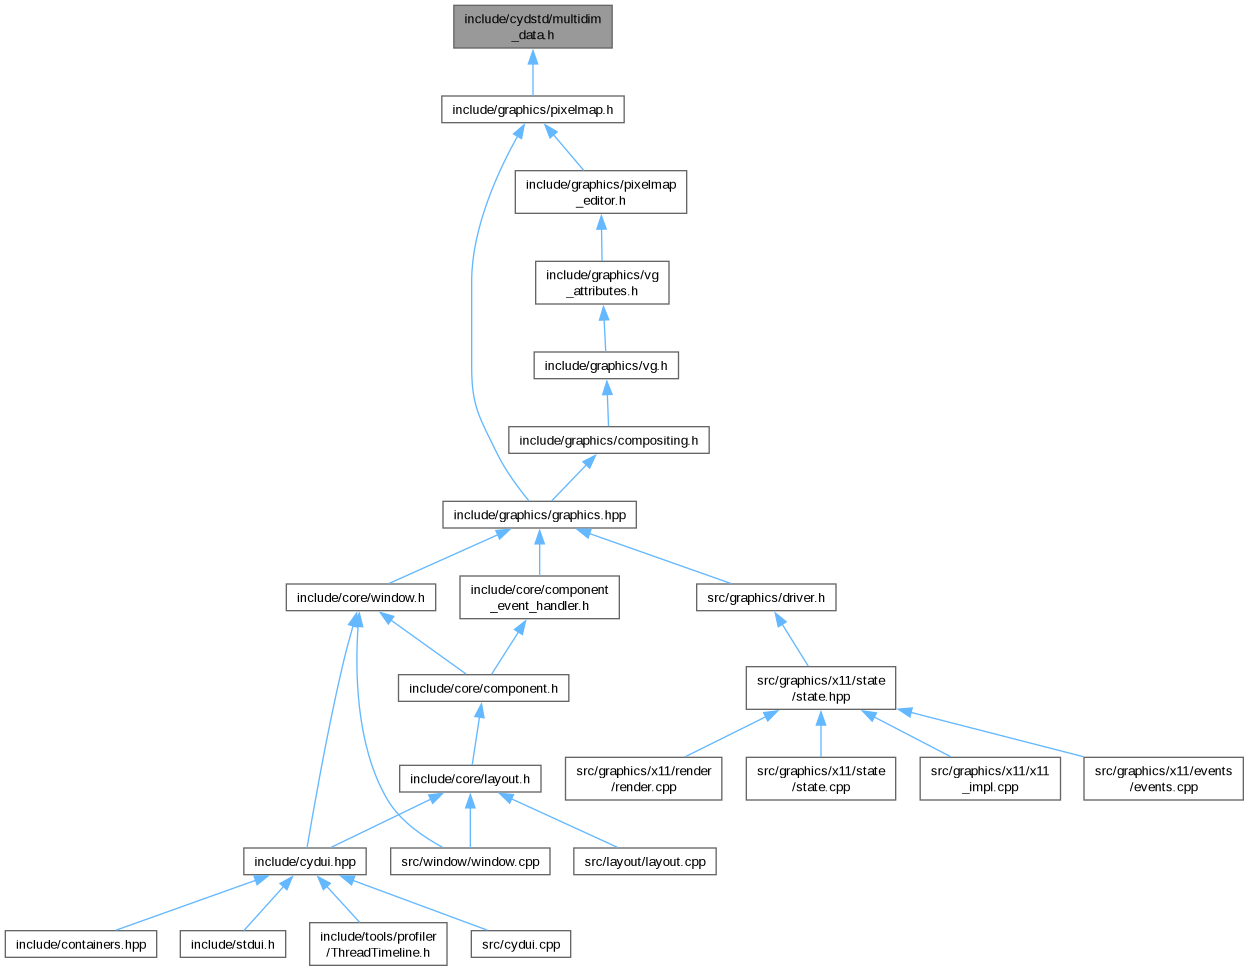 include/cydstd/multidim
_data.h
include/graphics/pixelmap.h
include/graphics/pixelmap
_editor.h
include/graphics/vg
_attributes.h
include/graphics/vg.h
include/graphics/compositing.h
include/graphics/graphics.hpp
include/core/window.h
include/core/component
_event_handler.h
src/graphics/driver.h
include/core/component.h
src/graphics/x11/state
/state.hpp
include/core/layout.h
src/graphics/x11/render
/render.cpp
src/graphics/x11/state
/state.cpp
src/graphics/x11/x11
_impl.cpp
src/graphics/x11/events
/events.cpp
include/cydui.hpp
src/window/window.cpp
src/layout/layout.cpp
include/containers.hpp
include/stdui.h
include/tools/profiler
/ThreadTimeline.h
src/cydui.cpp